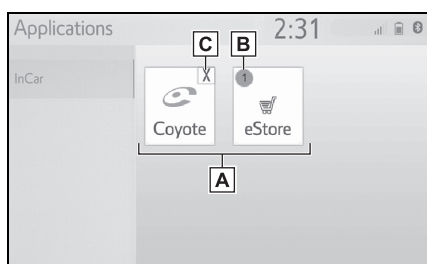 Applications 2:31
C B
InCar
X 1
Coyote eStore
A